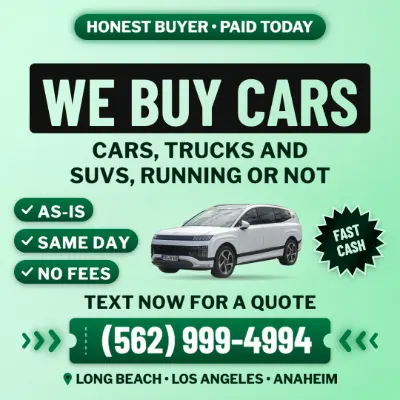 HONEST BUYER • PAID TODAY
WE BUY CARS
CARS, TRUCKS AND
SUVS, RUNNING OR NOT
AS-IS
SAME DAY
NO FEES
FAST
CASH
TEXT NOW FOR A QUOTE
(562) 999-4994
LONG BEACH • LOS ANGELES • ANAHEIM